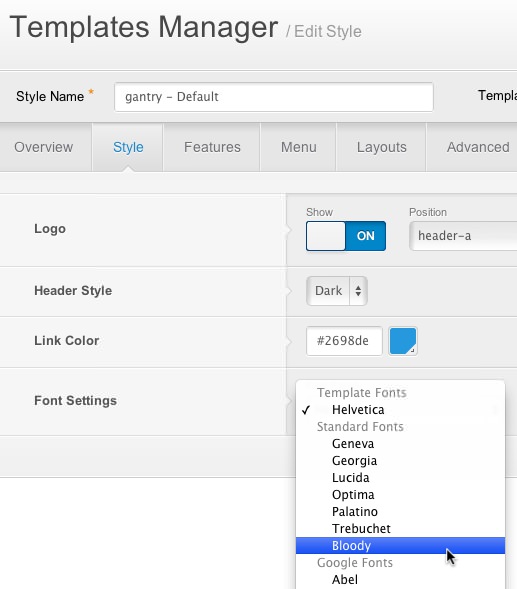 Templates Manager / Edit Style
Style Name * gantry - Default Templa
Overview Style Features Menu Layouts Advanced
Show Position
Logo ON header-a
Header Style Dark
Link Color #2698de
Font Settings
Template Fonts
✓ Helvetica
Standard Fonts
Geneva
Georgia
Lucida
Optima
Palatino
Trebuchet
Bloody
Google Fonts
Abel